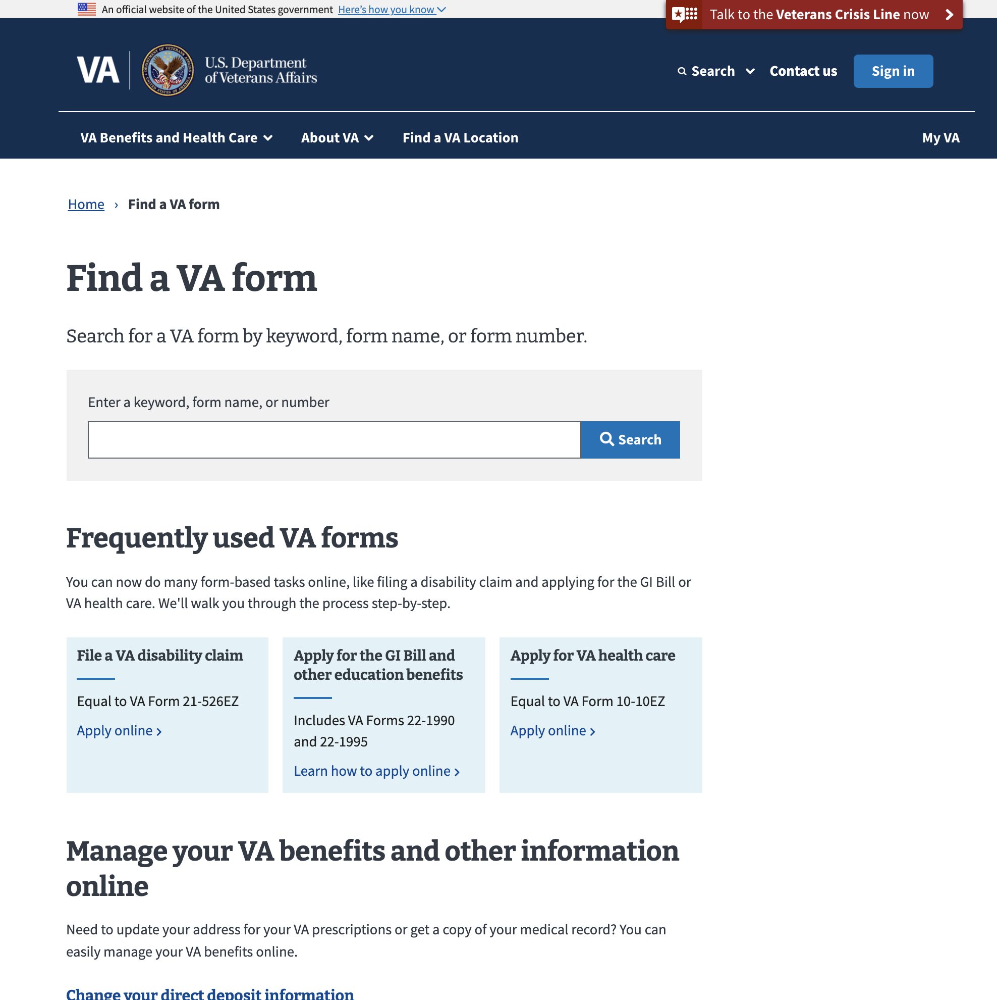 An official website of the United States government Here’s how you know
Talk to the Veterans Crisis Line now
VA
U.S. Department
of Veterans Affairs
Search
Contact us
Sign in
VA Benefits and Health Care
About VA
Find a VA Location
My VA
Home › Find a VA form
Find a VA form
Search for a VA form by keyword, form name, or form number.
Enter a keyword, form name, or number
Search
Frequently used VA forms
You can now do many form-based tasks online, like filing a disability claim and applying for the GI Bill or
VA health care. We'll walk you through the process step-by-step.
File a VA disability claim
Equal to VA Form 21-526EZ
Apply online
Apply for the GI Bill and
other education benefits
Includes VA Forms 22-1990
and 22-1995
Learn how to apply online
Apply for VA health care
Equal to VA Form 10-10EZ
Apply online
Manage your VA benefits and other information
online
Need to update your address for your VA prescriptions or get a copy of your medical record? You can
easily manage your VA benefits online.
Change your direct deposit information